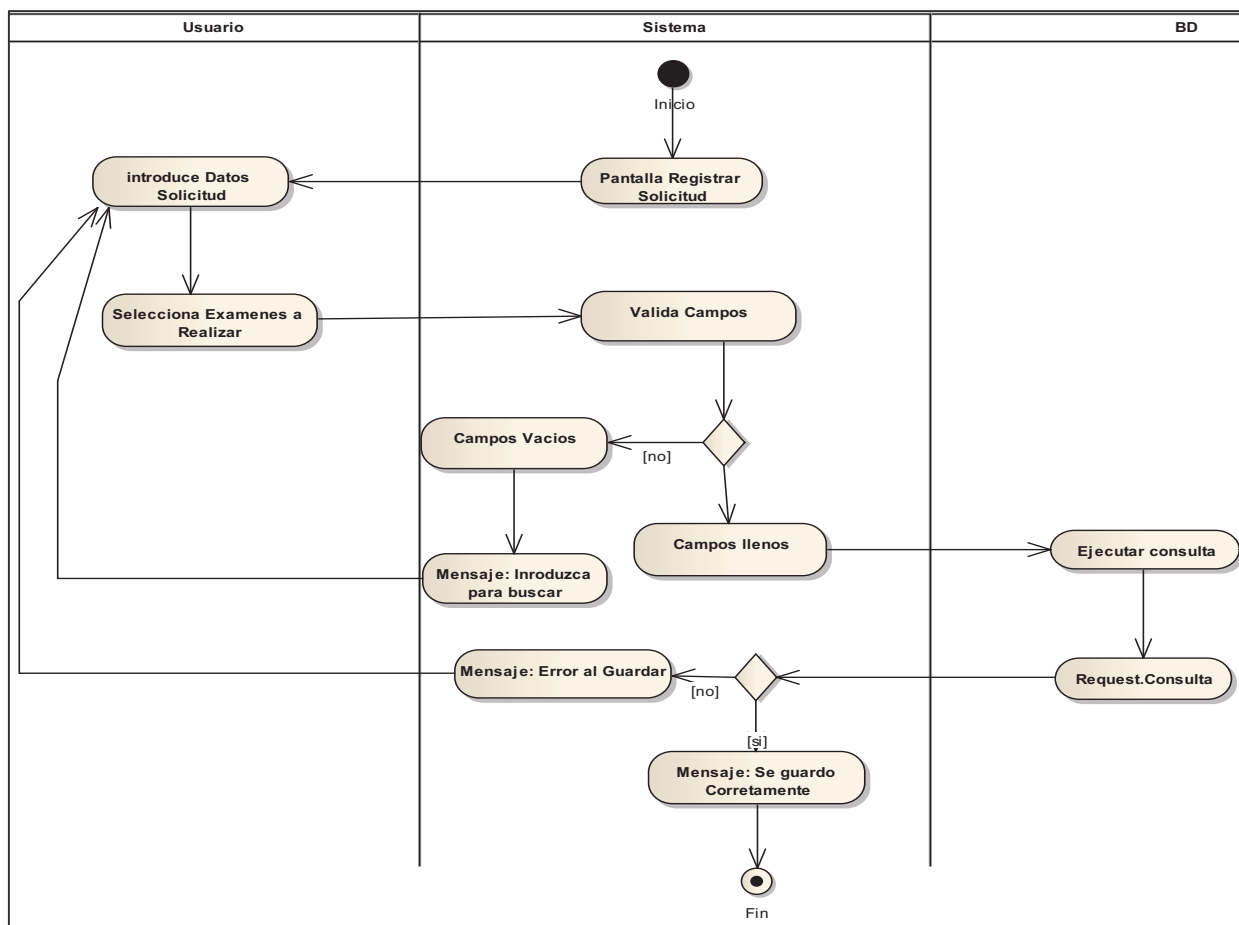 Usuario
Sistema
BD
Inicio
introduce Datos
Solicitud
Pantalla Registrar
Solicitud
Selecciona Examenes a
Realizar
Valida Campos
Campos Vacios
[no]
Campos llenos
Ejecutar consulta
Mensaje: Inroduzca
para buscar
Mensaje: Error al Guardar
[no]
Request.Consulta
[si]
Mensaje: Se guardo
Corretamente
Fin